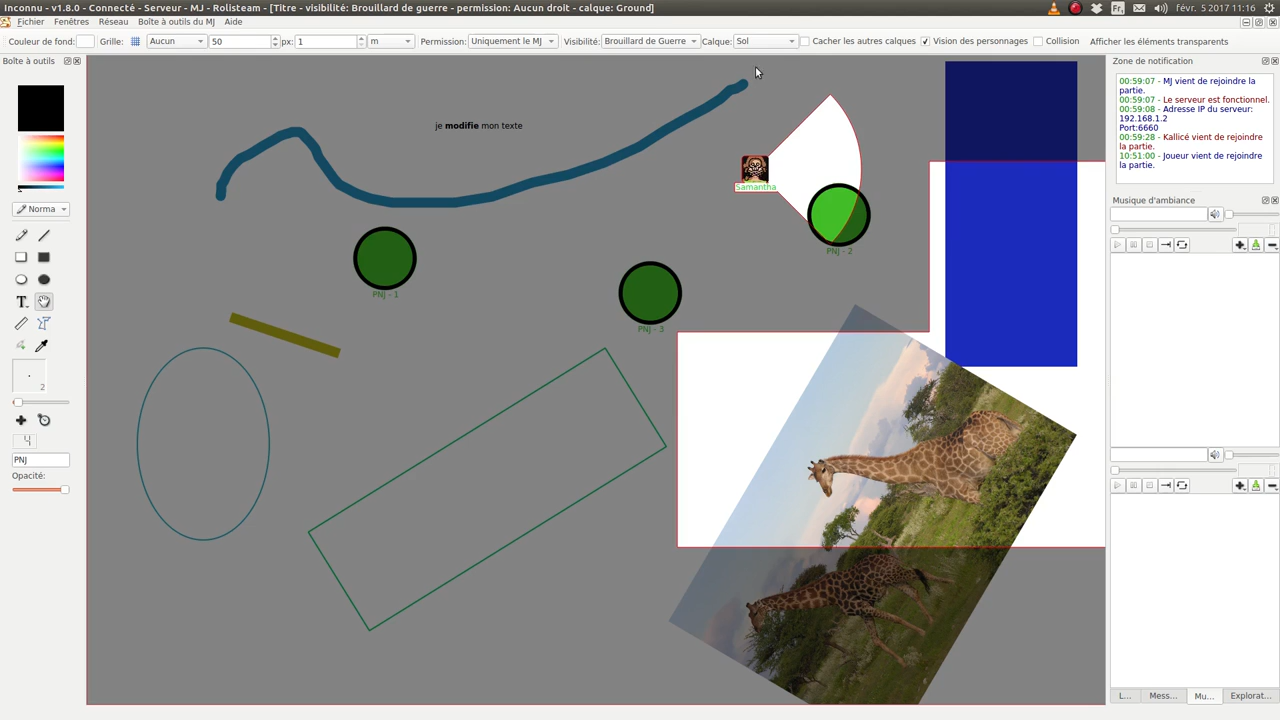 Inconnu - v1.8.0 - Connecté - Serveur - MJ - Rolisteam - [Titre - visibilité: Brouillard de guerre - permission: Aucun droit - calque: Ground]
Fr
févr. 5 2017 11:16
Fichier Fenêtres Réseau Boîte à outils du MJ Aide
Couleur de fond: Grille: Aucun 50 px: 1 m Permission: Uniquement le MJ Visibilité: Brouillard de Guerre Calque: Sol Cacher les autres calques Vision des personnages Collision Afficher les éléments transparents
Boîte à outils
Norma
T
2
PNJ
Opacité:
je modifie mon texte
Samantha
PNJ - 2
PNJ - 1
PNJ - 3
Zone de notification
00:59:07 - MJ vient de rejoindre la
partie.
00:59:07 - Le serveur est fonctionnel.
00:59:08 - Adresse IP du serveur:
192.168.1.2
Port:6660
00:59:28 - Kallicé vient de rejoindre
la partie.
10:51:00 - Joueur vient de rejoindre
la partie.
Musique d'ambiance
L... Mess... Mu... Explorat...